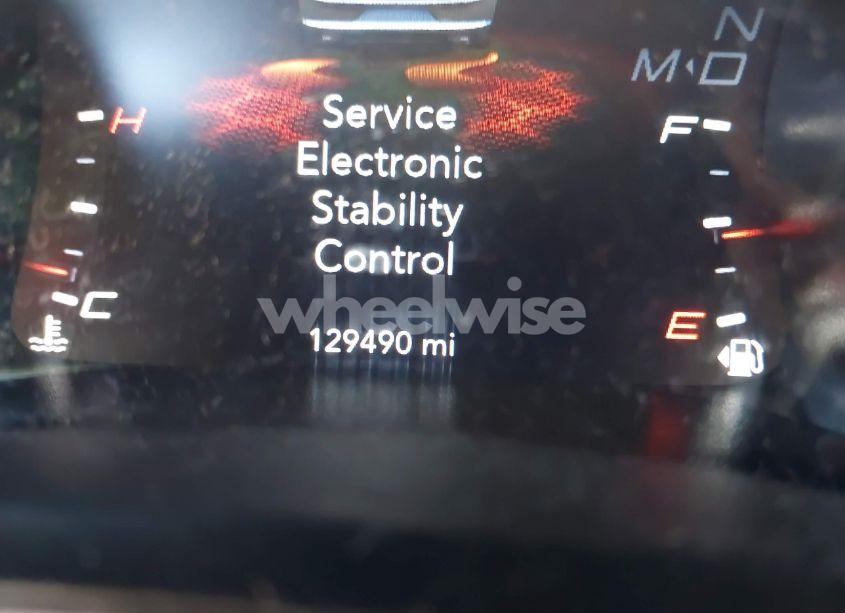 N
M◂D
H
F
Service
Electronic
Stability
Control
C
E
wheelwise
129490 mi